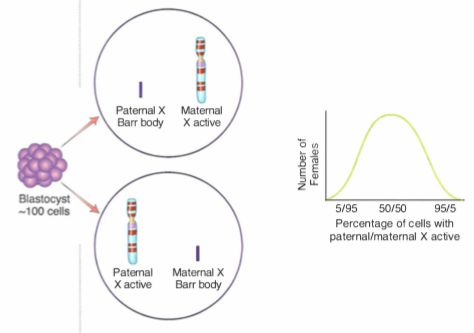 Paternal X
Barr body
Maternal
X active
Blastocyst
~100 cells
Paternal
X active
Maternal X
Barr body
Number of
Females
5/95 50/50 95/5
Percentage of cells with
paternal/maternal X active